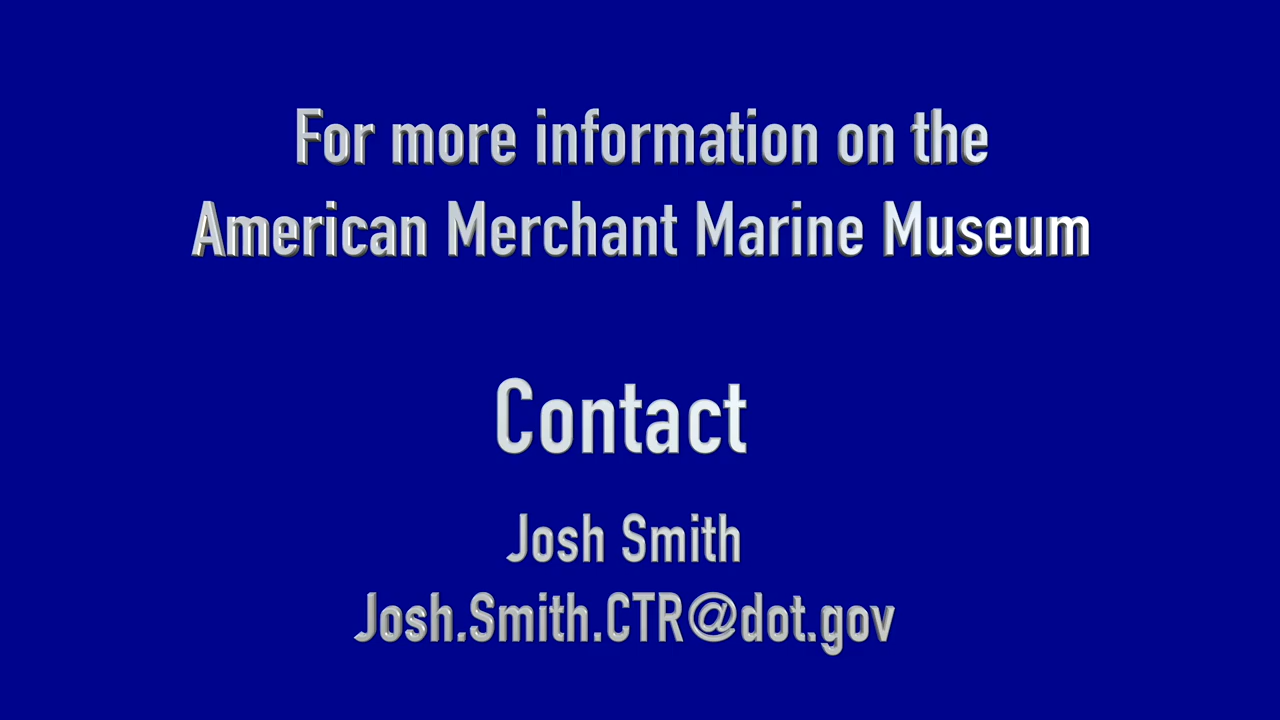 For more information on the
American Merchant Marine Museum
Contact
Josh Smith
Josh.Smith.CTR@dot.gov